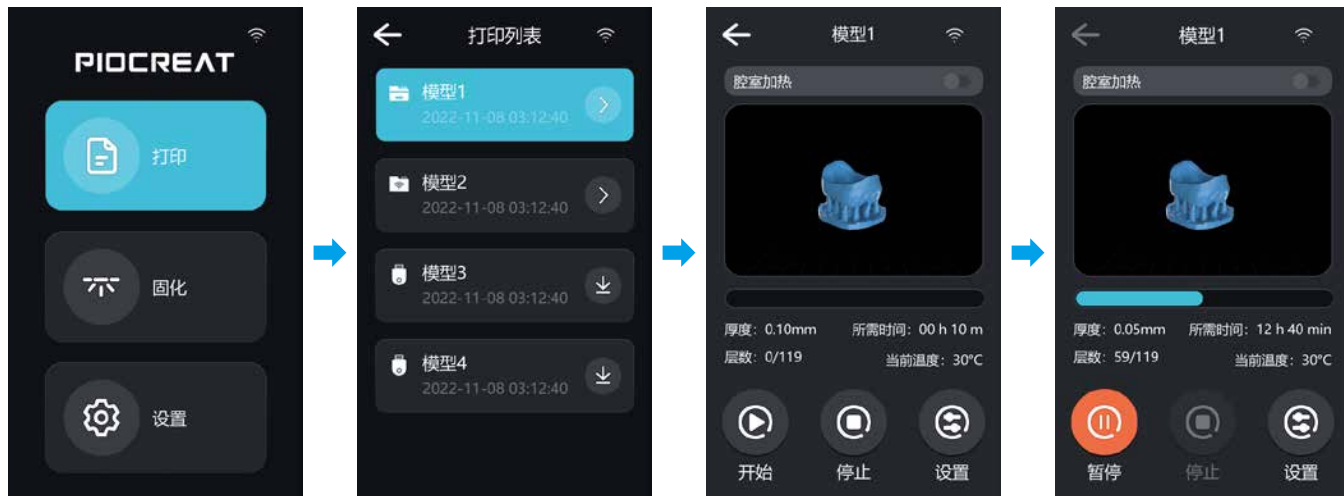 PIOCREAT
打印
固化
设置
打印列表
模型1
2022-11-08 03:12:40
模型2
2022-11-08 03:12:40
模型3
2022-11-08 03:12:40
模型4
2022-11-08 03:12:40
模型1
腔室加热
厚度：0.10mm 所需时间：00 h 10 m
层数：0/119 当前温度：30°C
开始 停止 设置
模型1
腔室加热
厚度：0.05mm 所需时间：12 h 40 min
层数：59/119 当前温度：30°C
暂停 停止 设置